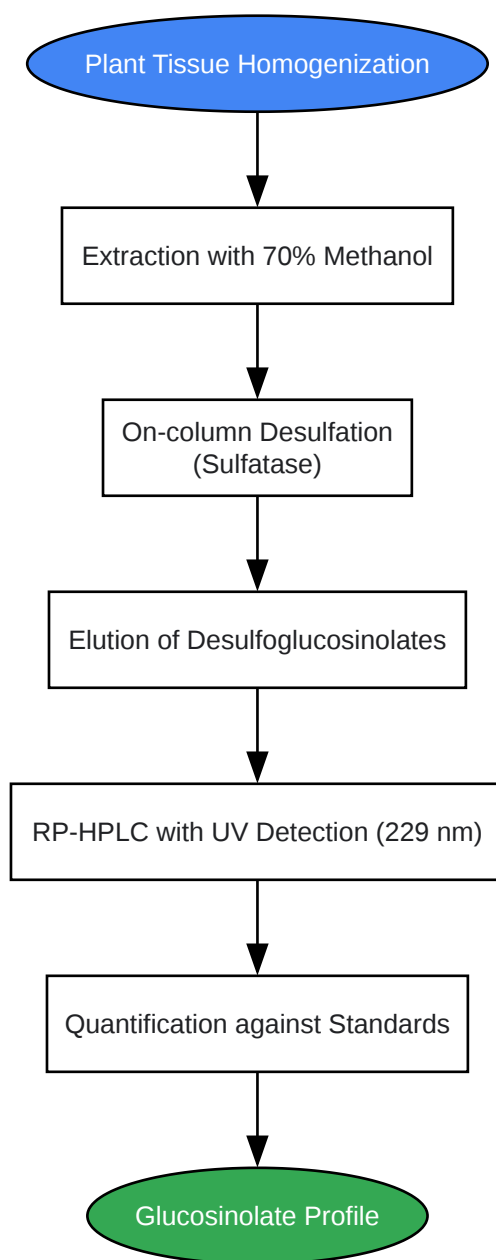 Plant Tissue Homogenization
Extraction with 70% Methanol
On-column Desulfation
(Sulfatase)
Elution of Desulfoglucosinolates
RP-HPLC with UV Detection (229 nm)
Quantification against Standards
Glucosinolate Profile